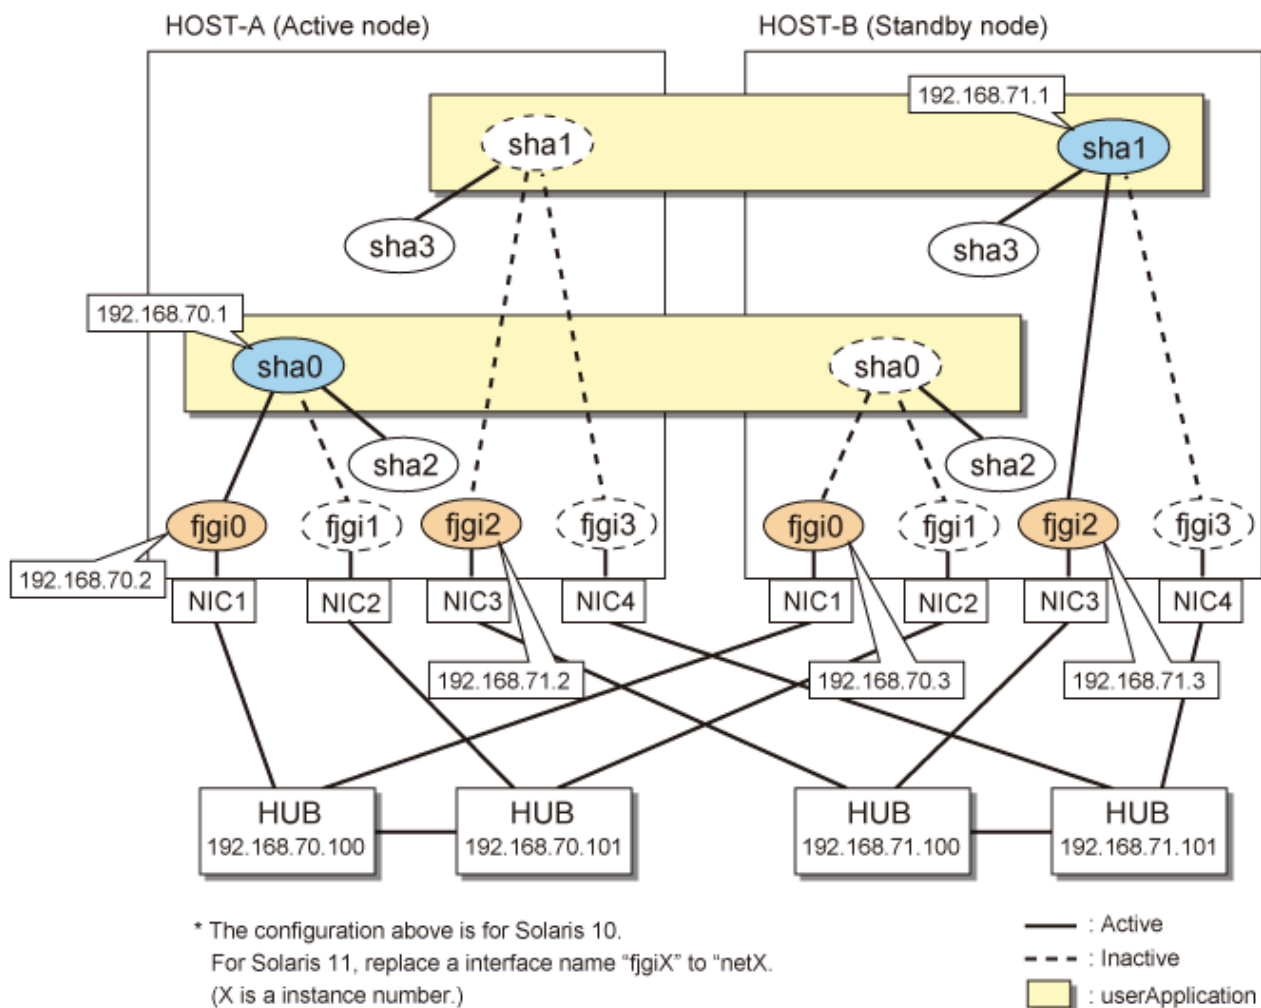 HOST-A (Active node)
HOST-B (Standby node)
192.168.71.1
sha1
sha1
sha3
sha3
192.168.70.1
sha0
sha0
sha2
sha2
fjgi0
fjgi1
fjgi2
fjgi3
fjgi0
fjgi1
fjgi2
fjgi3
192.168.70.2
NIC1
NIC2
NIC3
NIC4
NIC1
NIC2
NIC3
NIC4
192.168.71.2
192.168.70.3
192.168.71.3
HUB
192.168.70.100
HUB
192.168.70.101
HUB
192.168.71.100
HUB
192.168.71.101
* The configuration above is for Solaris 10.
For Solaris 11, replace a interface name “fjgiX” to “netX.
(X is a instance number.)
: Active
: Inactive
: userApplication